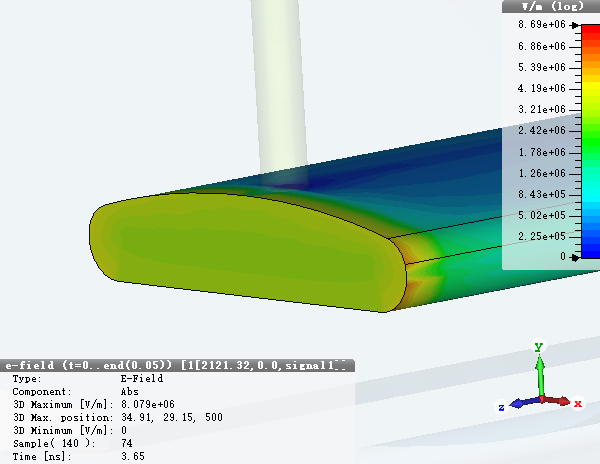 V/m (log)
8.69e+06
6.86e+06
5.39e+06
4.19e+06
3.21e+06
2.42e+06
1.78e+06
1.26e+06
8.43e+05
5.02e+05
2.25e+05
0
y
z
x
e-field (t=0..end(0.05)) [1[2121.32,0.0,signal1]]
Type: E-Field
Component: Abs
3D Maximum [V/m]: 8.079e+06
3D Max. position: 34.91, 29.15, 500
3D Minimum [V/m]: 0
Sample( 140 ): 74
Time [ns]: 3.65